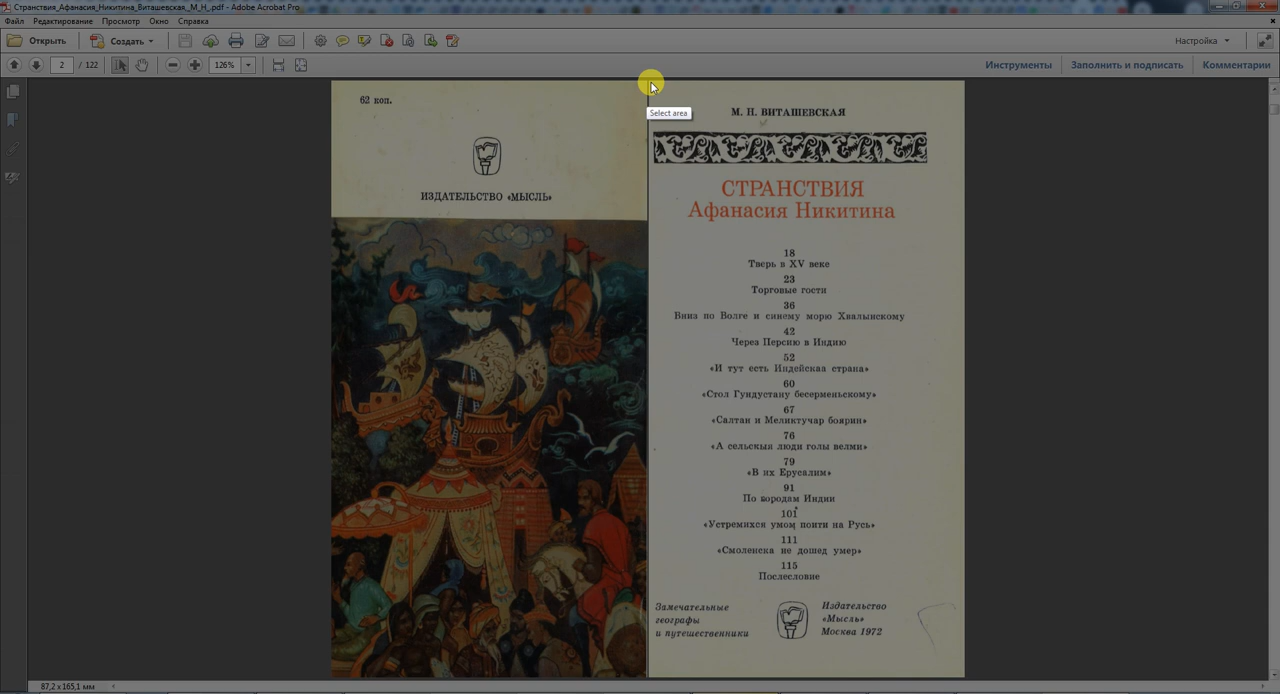 Странствия_Афанасия_Никитина_Виташевская_М_Н_.pdf - Adobe Acrobat Pro
Файл Редактирование Просмотр Окно Справка
Открыть Создать Настройка
2 / 122 126% Инструменты Заполнить и подписать Комментарии
62 коп.
ИЗДАТЕЛЬСТВО «МЫСЛЬ»
Select area
М. Н. ВИТАШЕВСКАЯ
СТРАНСТВИЯ
Афанасия Никитина
18
Тверь в XV веке
23
Торговые гости
36
Вниз по Волге и синему морю Хвалынскому
42
Через Персию в Индию
52
«И тут есть Индейская страна»
60
«Стол Гундустану бесерменьскому»
67
«Салтан и Меликтучар боярин»
76
«А сельскыя люди голы велми»
79
«В их Ерусалим»
91
По городам Индии
101
«Устремихся умом поити на Русь»
111
«Смоленска не дошед умер»
115
Послесловие
Замечательные
географы
и путешественники
Издательство
«Мысль»
Москва 1972
87,2 x 165,1 мм